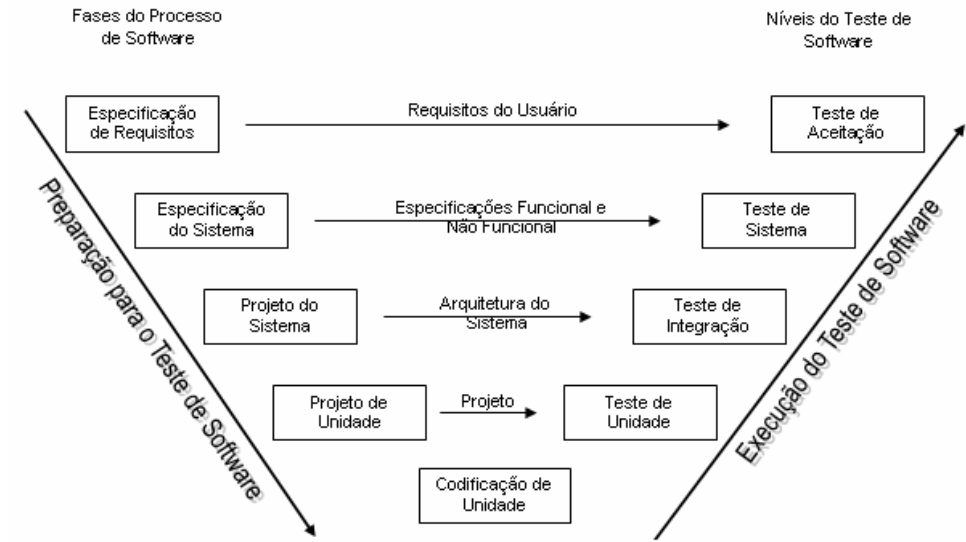 Fases do Processo
de Software
Níveis do Teste de
Software
Especificação
de Requisitos
Requisitos do Usuário
Teste de
Aceitação
Especificação
do Sistema
Especificações Funcional e
Não Funcional
Teste de
Sistema
Projeto do
Sistema
Arquitetura do
Sistema
Teste de
Integração
Projeto de
Unidade
Projeto
Teste de
Unidade
Codificação de
Unidade
Preparação para o Teste de Software
Execução do Teste de Software